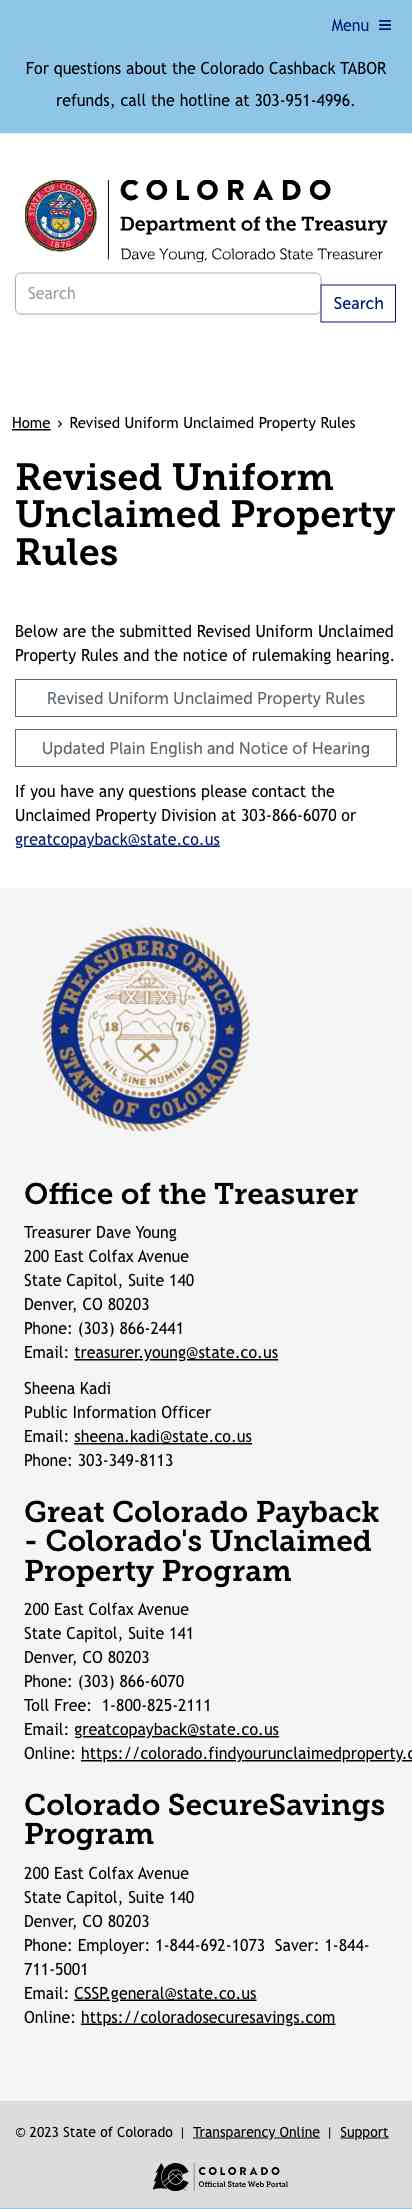 Menu
For questions about the Colorado Cashback TABOR
refunds, call the hotline at 303-951-4996.
STATE OF COLORADO
1876
COLORADO
Department of the Treasury
Dave Young, Colorado State Treasurer
Search
Search
Home › Revised Uniform Unclaimed Property Rules
Revised Uniform
Unclaimed Property
Rules
Below are the submitted Revised Uniform Unclaimed
Property Rules and the notice of rulemaking hearing.
Revised Uniform Unclaimed Property Rules
Updated Plain English and Notice of Hearing
If you have any questions please contact the
Unclaimed Property Division at 303-866-6070 or
greatcopayback@state.co.us
TREASURERS OFFICE
18 76
NIL SINE NUMINE
STATE OF COLORADO
Office of the Treasurer
Treasurer Dave Young
200 East Colfax Avenue
State Capitol, Suite 140
Denver, CO 80203
Phone: (303) 866-2441
Email: treasurer.young@state.co.us
Sheena Kadi
Public Information Officer
Email: sheena.kadi@state.co.us
Phone: 303-349-8113
Great Colorado Payback
- Colorado's Unclaimed
Property Program
200 East Colfax Avenue
State Capitol, Suite 141
Denver, CO 80203
Phone: (303) 866-6070
Toll Free:  1-800-825-2111
Email: greatcopayback@state.co.us
Online: https://colorado.findyourunclaimedproperty.c
Colorado SecureSavings
Program
200 East Colfax Avenue
State Capitol, Suite 140
Denver, CO 80203
Phone: Employer: 1-844-692-1073  Saver: 1-844-
711-5001
Email: CSSP.general@state.co.us
Online: https://coloradosecuresavings.com
© 2023 State of Colorado | Transparency Online | Support
COLORADO
Official State Web Portal